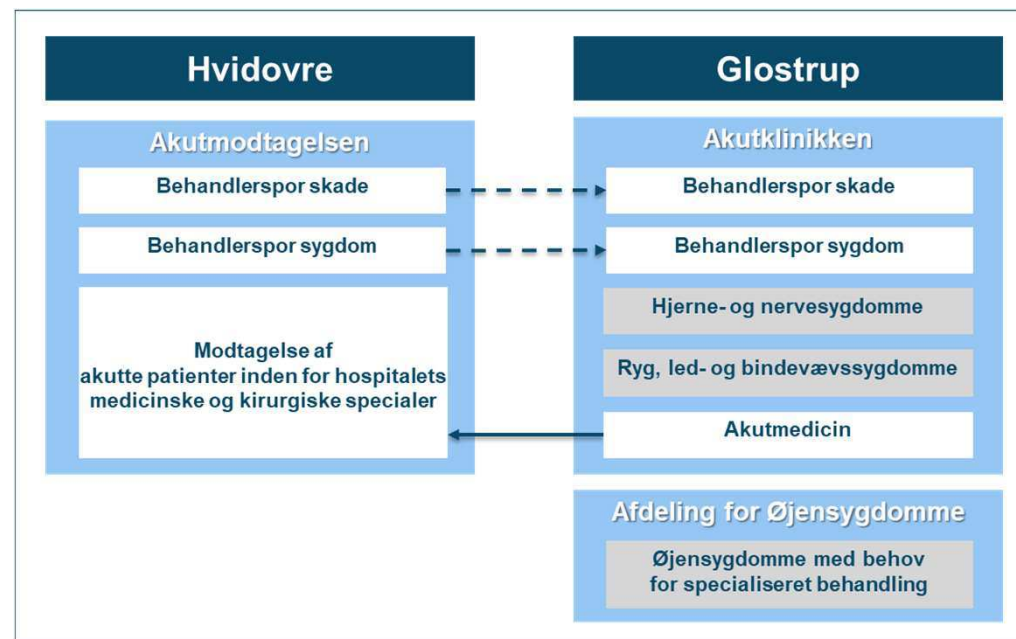 Hvidovre
Akutmodtagelsen
Behandlerspor skade
Behandlerspor sygdom
Modtagelse af
akutte patienter inden for hospitalets
medicinske og kirurgiske specialer
Glostrup
Akutklinikken
Behandlerspor skade
Behandlerspor sygdom
Hjerne- og nervesygdomme
Ryg, led- og bindevævssygdomme
Akutmedicin
Afdeling for Øjensygdomme
Øjensygdomme med behov
for specialiseret behandling